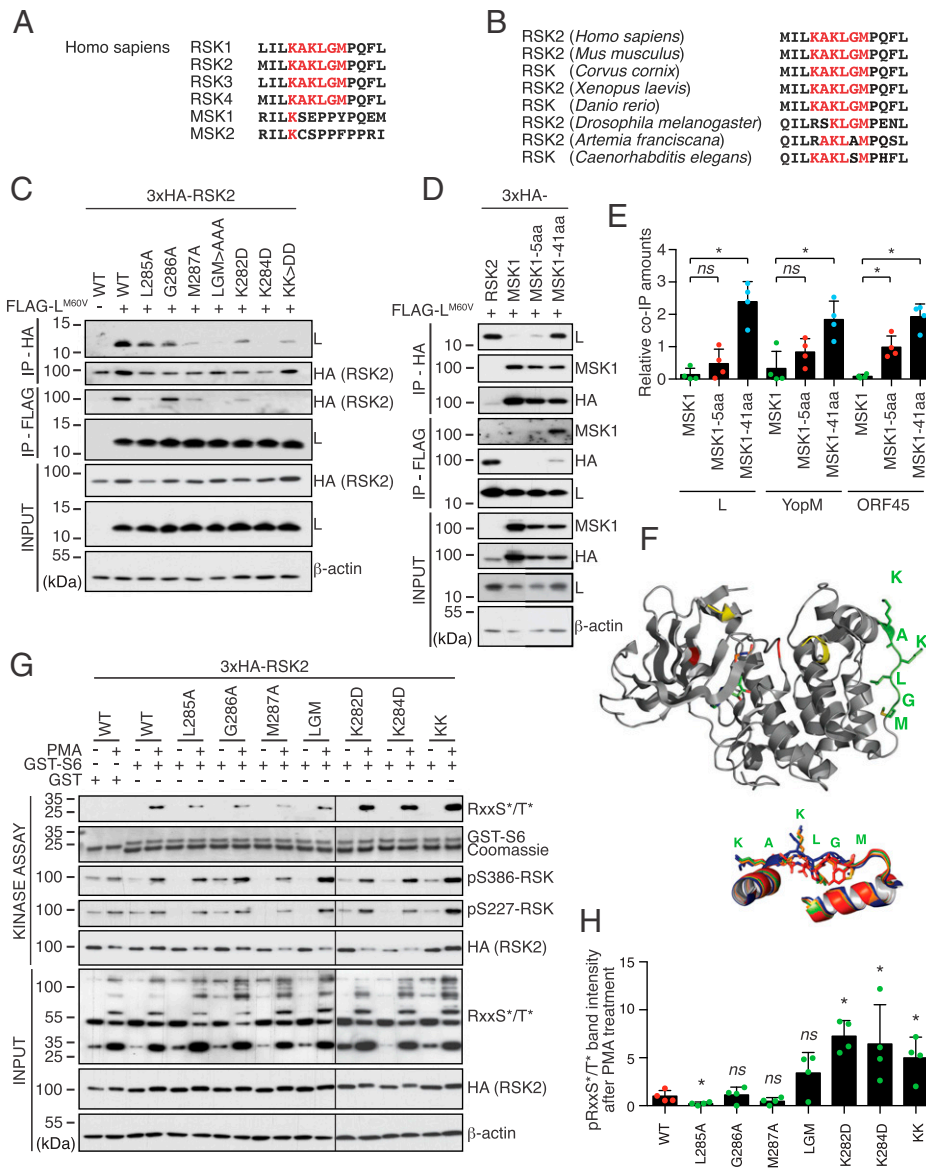 A
Homo sapiens RSK1 LILKAKLGMPQFL
RSK2 MILKAKLGMPQFL
RSK3 LILKAKLGMPQFL
RSK4 MILKAKLGMPQFL
MSK1 RILKSEPPYPQEM
MSK2 RILKCSPPFPPRI
B
RSK2 (Homo sapiens) MILKAKLGMPQFL
RSK2 (Mus musculus) MILKAKLGMPQFL
RSK (Corvus cornix) MILKAKLGMPQFL
RSK2 (Xenopus laevis) MILKAKLGMPQFL
RSK (Danio rerio) MILKAKLGMPQFL
RSK2 (Drosophila melanogaster) QILRSKLGMPENL
RSK2 (Artemia franciscana) QILRAKLAMPQSL
RSK (Caenorhabditis elegans) QILKAKLSMPHFL
C
3xHA-RSK2
WT WT L285A G286A M287A LGM>AAA K282D K284D KK>DD
FLAG-L M60V - + + + + + + + +
IP - HA
15
10
L
100
HA (RSK2)
IP - FLAG
100
HA (RSK2)
15
10
L
INPUT
100
HA (RSK2)
15
10
L
55
(kDa)
β-actin
D
3xHA-
RSK2 MSK1 MSK1-5aa MSK1-41aa
FLAG-L M60V + + + +
IP - HA
15
10
L
100
MSK1
100
HA
IP - FLAG
100
MSK1
100
HA
10
L
INPUT
100
MSK1
100
HA
15
10
L
55
(kDa)
β-actin
E
Relative co-IP amounts
4
3
2
1
0
* * *
ns ns *
MSK1 MSK1-5aa MSK1-41aa MSK1 MSK1-5aa MSK1-41aa MSK1 MSK1-5aa MSK1-41aa
L YopM ORF45
F
K
A
K
L
G
M
K A K L G M
G
3xHA-RSK2
WT WT L285A G286A M287A LGM K282D K284D KK
PMA - + - + - + - + - + - + - + - + - +
GST-S6 - - + + + + + + + + + + + + + + + +
GST + + - - - - - - - - - - - - - - - -
KINASE ASSAY
35
25
RxxS*/T*
35
25
GST-S6
Coomassie
100
pS386-RSK
100
pS227-RSK
100
HA (RSK2)
INPUT
100
55
35
25
RxxS*/T*
100
HA (RSK2)
55
(kDa)
β-actin
H
pRxxS*/T* band intensity
after PMA treatment
15
10
5
0
* ns ns ns * * *
WT L285A G286A M287A LGM K282D K284D KK